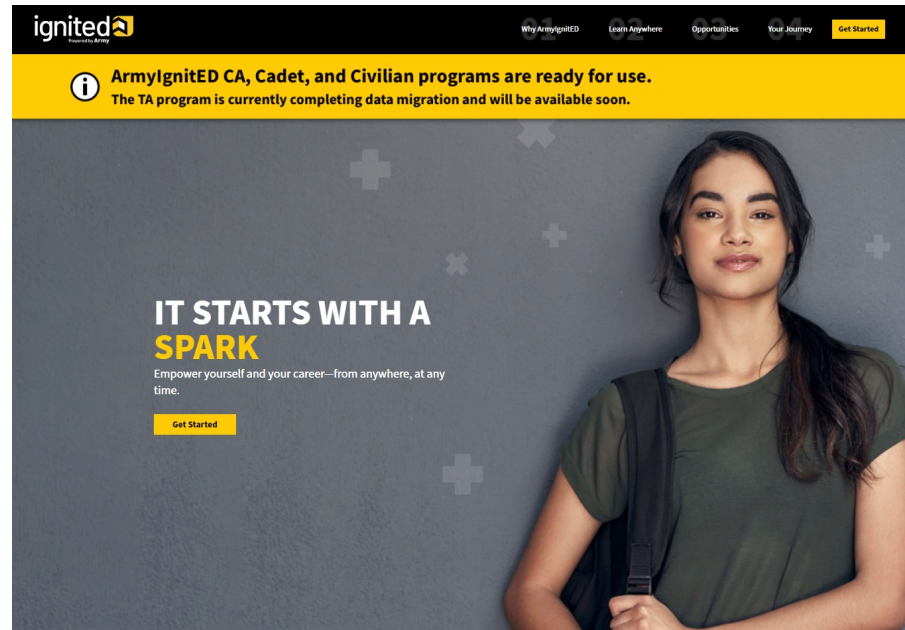 ignited
Powered by Army
01 Why ArmyIgnitED
02 Learn Anywhere
03 Opportunities
04 Your Journey
Get Started
ArmyIgnitED CA, Cadet, and Civilian programs are ready for use.
The TA program is currently completing data migration and will be available soon.
IT STARTS WITH A
SPARK
Empower yourself and your career—from anywhere, at any
time.
Get Started